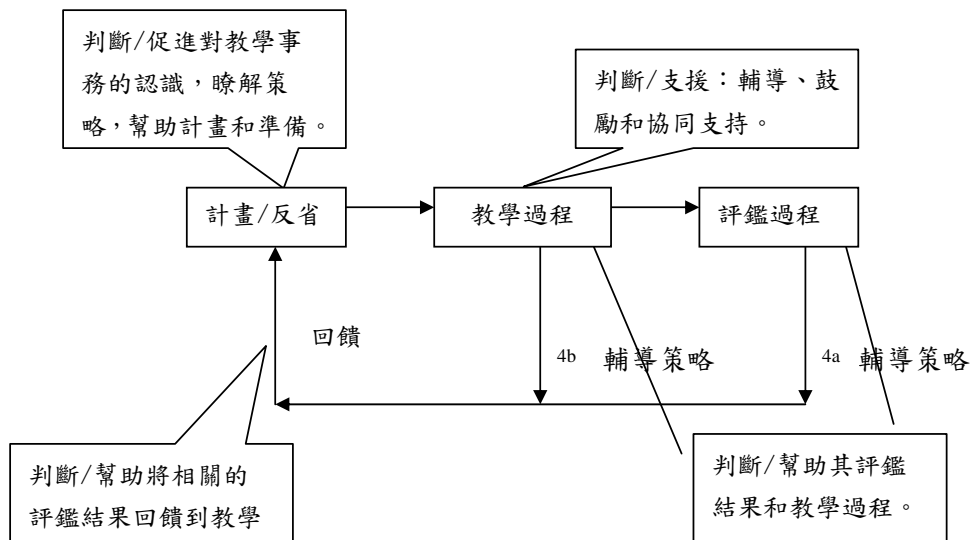 判斷/促進對教學事
務的認識，瞭解策
略，幫助計畫和準備。
判斷/支援：輔導、鼓
勵和協同支持。
計畫/反省
教學過程
評鑑過程
回饋
4b 輔導策略
4a 輔導策略
判斷/幫助將相關的
評鑑結果回饋到教學
判斷/幫助其評鑑
結果和教學過程。